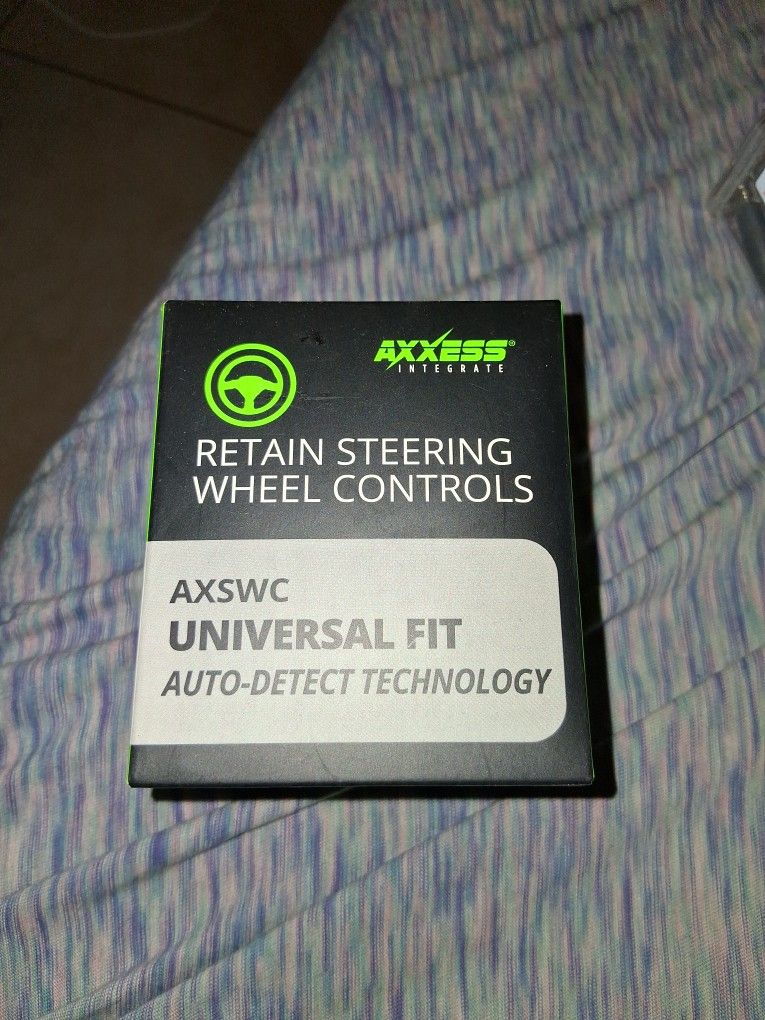 AXXESS®
INTEGRATE
RETAIN STEERING
WHEEL CONTROLS
AXSWC
UNIVERSAL FIT
AUTO-DETECT TECHNOLOGY